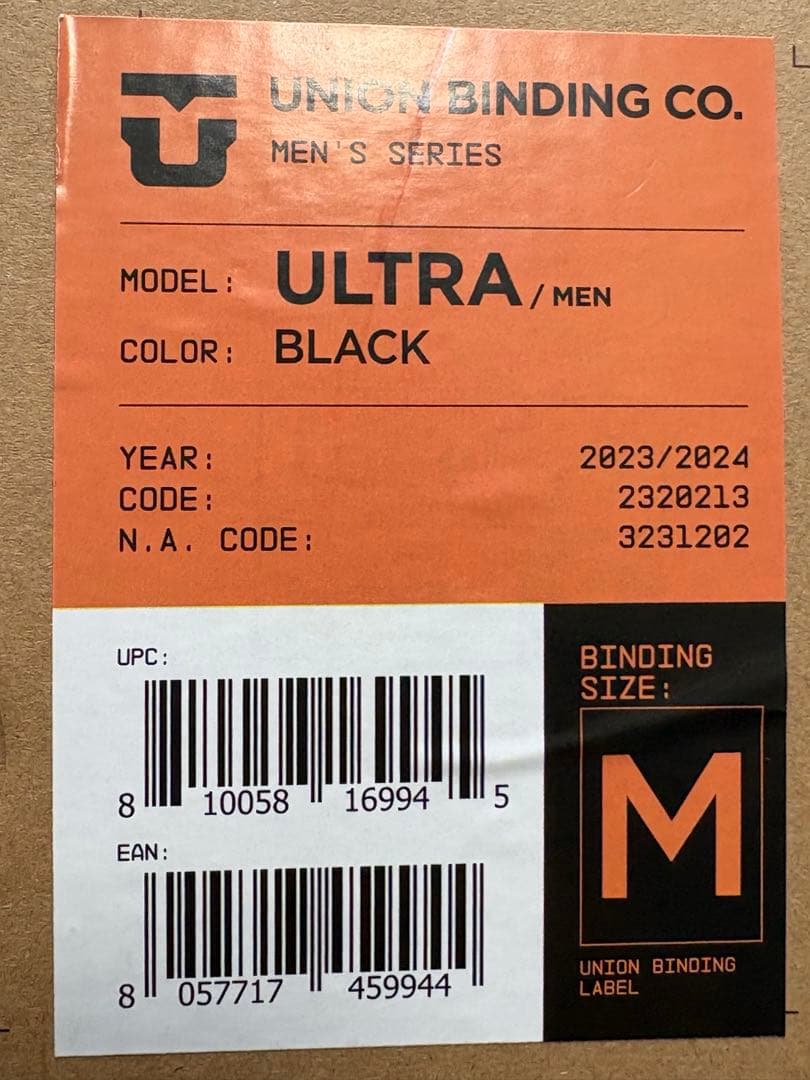 UNION BINDING CO.
MEN'S SERIES
MODEL: ULTRA / MEN
COLOR: BLACK
YEAR: 2023/2024
CODE: 2320213
N.A. CODE: 3231202
UPC:
8 10058 16994 5
EAN:
8 057717 459944
BINDING
SIZE:
M
UNION BINDING
LABEL